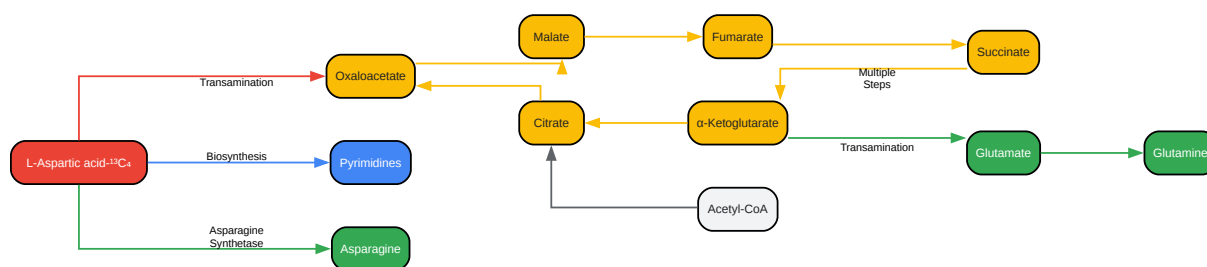 Malate
Fumarate
Succinate
Oxaloacetate
Transamination
Multiple
Steps
Citrate
α-Ketoglutarate
Transamination
Glutamate
Glutamine
L-Aspartic acid-¹³C₄
Biosynthesis
Pyrimidines
Acetyl-CoA
Asparagine
Synthetase
Asparagine